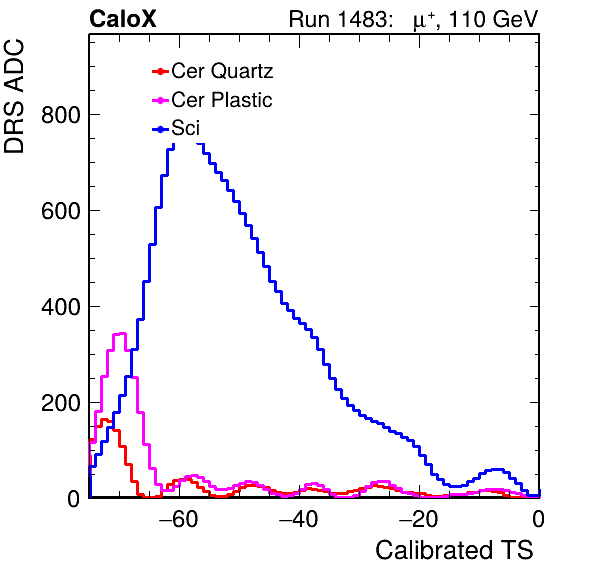 CaloX Run 1483: μ⁺, 110 GeV
DRS ADC
Cer Quartz
Cer Plastic
Sci
800
600
400
200
0
−60 −40 −20 0
Calibrated TS